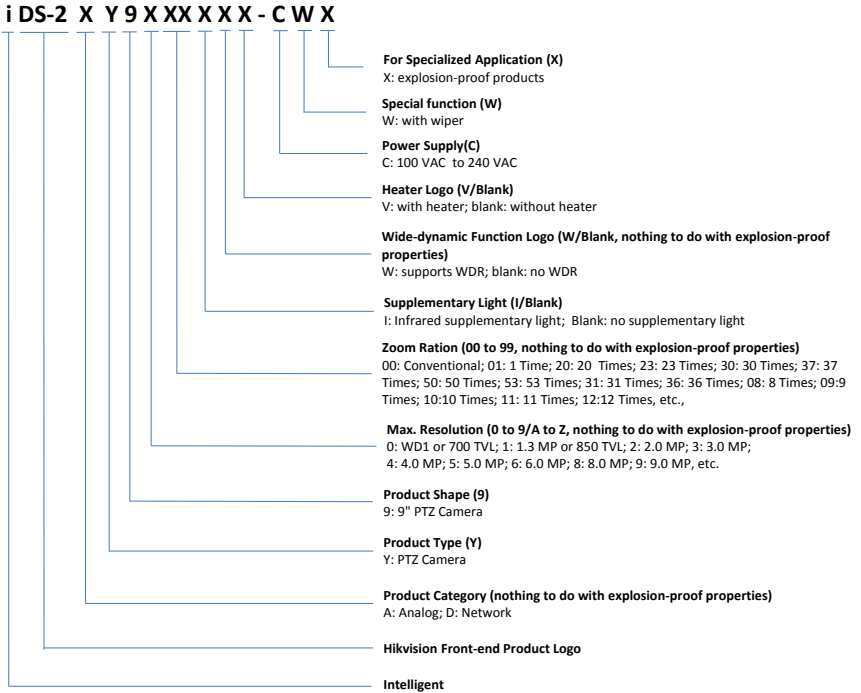 i DS-2 X Y 9 X XX X X X - C W X
For Specialized Application (X)
X: explosion-proof products
Special function (W)
W: with wiper
Power Supply(C)
C: 100 VAC to 240 VAC
Heater Logo (V/Blank)
V: with heater; blank: without heater
Wide-dynamic Function Logo (W/Blank, nothing to do with explosion-proof
properties)
W: supports WDR; blank: no WDR
Supplementary Light (I/Blank)
I: Infrared supplementary light; Blank: no supplementary light
Zoom Ration (00 to 99, nothing to do with explosion-proof properties)
00: Conventional; 01: 1 Time; 20: 20 Times; 23: 23 Times; 30: 30 Times; 37: 37
Times; 50: 50 Times; 53: 53 Times; 31: 31 Times; 36: 36 Times; 08: 8 Times; 09:9
Times; 10:10 Times; 11: 11 Times; 12:12 Times, etc.,
Max. Resolution (0 to 9/A to Z, nothing to do with explosion-proof properties)
0: WD1 or 700 TVL; 1: 1.3 MP or 850 TVL; 2: 2.0 MP; 3: 3.0 MP;
4: 4.0 MP; 5: 5.0 MP; 6: 6.0 MP; 8: 8.0 MP; 9: 9.0 MP, etc.
Product Shape (9)
9: 9" PTZ Camera
Product Type (Y)
Y: PTZ Camera
Product Category (nothing to do with explosion-proof properties)
A: Analog; D: Network
Hikvision Front-end Product Logo
Intelligent